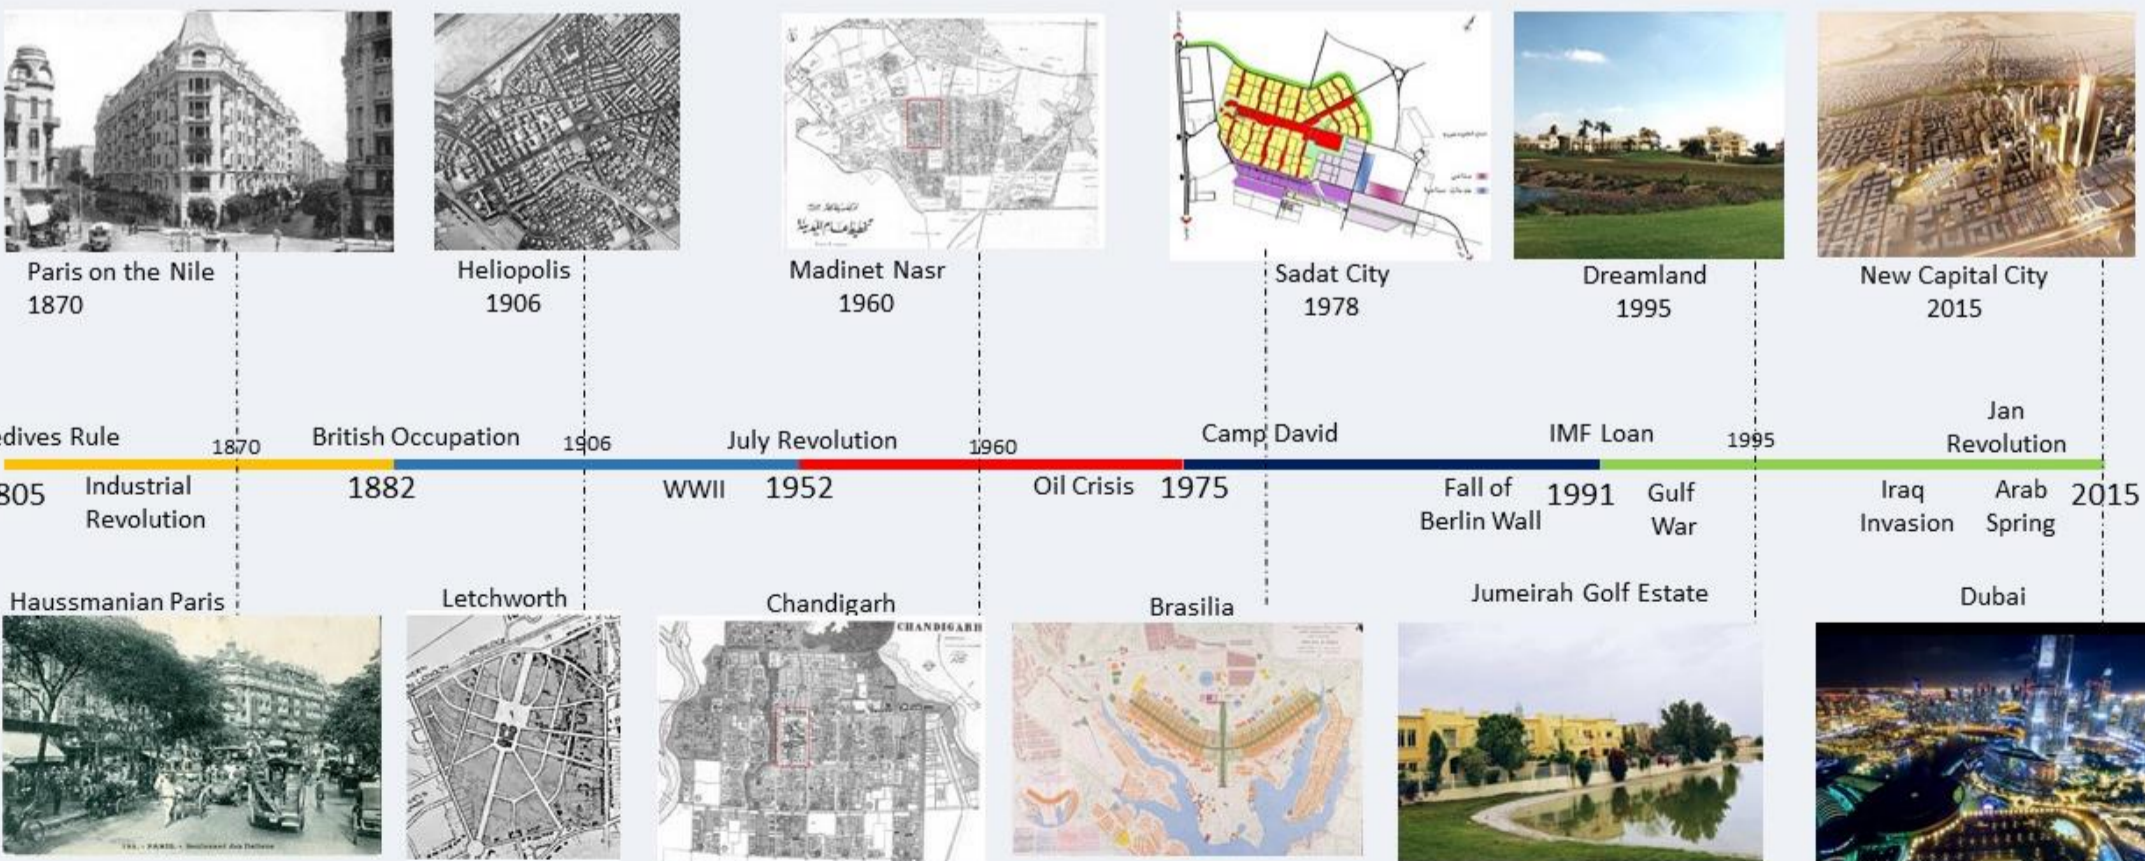 Paris on the Nile
1870
Heliopolis
1906
Madinet Nasr
1960
Sadat City
1978
Dreamland
1995
New Capital City
2015
edives Rule
1870
British Occupation
1906
July Revolution
1960
Camp David
IMF Loan
1995
Jan
Revolution
805
Industrial
Revolution
1882
WWII
1952
Oil Crisis
1975
Fall of
Berlin Wall
1991
Gulf
War
Iraq
Invasion
Arab
Spring
2015
Haussmanian Paris
Letchworth
Chandigarh
Brasilia
Jumeirah Golf Estate
Dubai
CHANDIGARH